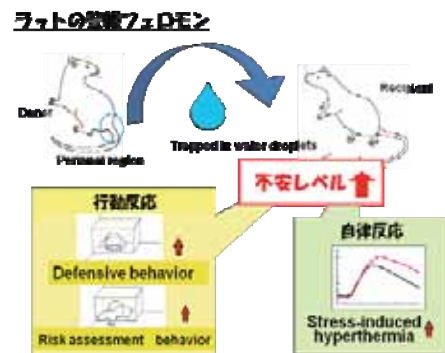 ラットの警報フェロモン
Donor
Recipient
Perianal region
Trapped in water droplets
不安レベル
行動反応
自律反応
Defensive behavior
Risk assessment behavior
Stress-induced
hyperthermia